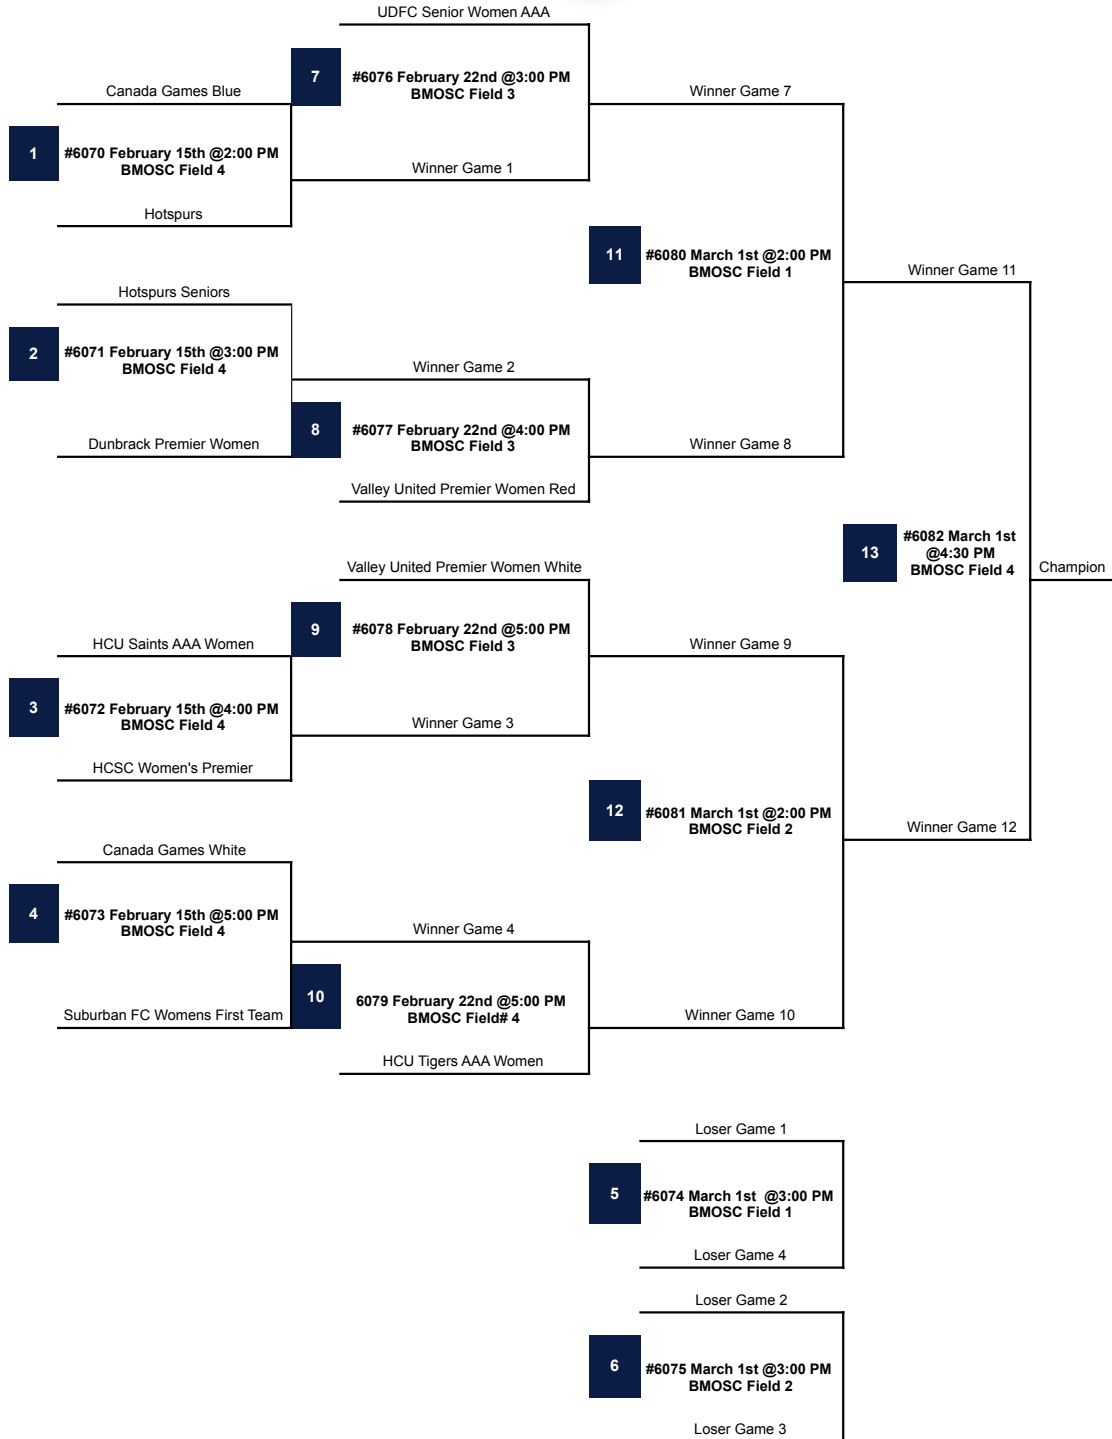 UDFC Senior Women AAA
7
#6076 February 22nd @3:00 PM
BMOSC Field 3
Canada Games Blue
Winner Game 7
1
#6070 February 15th @2:00 PM
BMOSC Field 4
Winner Game 1
Hotspurs
11
#6080 March 1st @2:00 PM
BMOSC Field 1
Winner Game 11
Hotspurs Seniors
2
#6071 February 15th @3:00 PM
BMOSC Field 4
Winner Game 2
8
#6077 February 22nd @4:00 PM
BMOSC Field 3
Dunbrack Premier Women
Winner Game 8
Valley United Premier Women Red
13
#6082 March 1st
@4:30 PM
BMOSC Field 4
Champion
Valley United Premier Women White
9
#6078 February 22nd @5:00 PM
BMOSC Field 3
HCU Saints AAA Women
Winner Game 9
3
#6072 February 15th @4:00 PM
BMOSC Field 4
Winner Game 3
HCSC Women's Premier
12
#6081 March 1st @2:00 PM
BMOSC Field 2
Winner Game 12
Canada Games White
4
#6073 February 15th @5:00 PM
BMOSC Field 4
Winner Game 4
10
6079 February 22nd @5:00 PM
BMOSC Field# 4
Suburban FC Womens First Team
Winner Game 10
HCU Tigers AAA Women
Loser Game 1
5
#6074 March 1st  @3:00 PM
BMOSC Field 1
Loser Game 4
Loser Game 2
6
#6075 March 1st @3:00 PM
BMOSC Field 2
Loser Game 3